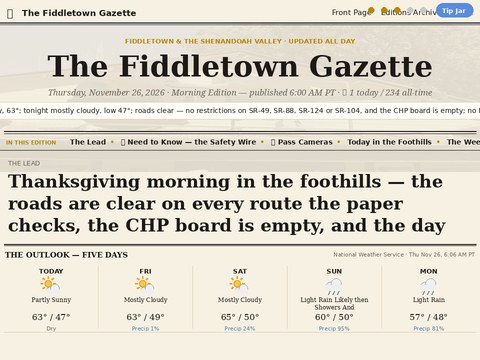 The Fiddletown Gazette
Front Page Editions Archiv
Tip Jar
FIDDLETOWN & THE SHENANDOAH VALLEY · UPDATED ALL DAY
The Fiddletown Gazette
Thursday, November 26, 2026 · Morning Edition — published 6:00 AM PT · 1 today / 234 all-time
y, 63°; tonight mostly cloudy, low 47°; roads clear — no restrictions on SR-49, SR-88, SR-124 or SR-104, and the CHP board is empty; no
IN THIS EDITION The Lead • Need to Know — the Safety Wire • Pass Cameras • Today in the Foothills • The Wee
THE LEAD
Thanksgiving morning in the foothills — the
roads are clear on every route the paper
checks, the CHP board is empty, and the day
THE OUTLOOK — FIVE DAYS
National Weather Service · Thu Nov 26, 6:06 AM PT
TODAY FRI SAT SUN MON
Partly Sunny Mostly Cloudy Mostly Cloudy Light Rain Likely then Light Rain
Showers And
63° / 47° 63° / 49° 65° / 50° 60° / 50° 57° / 48°
Dry Precip 1% Precip 24% Precip 95% Precip 81%